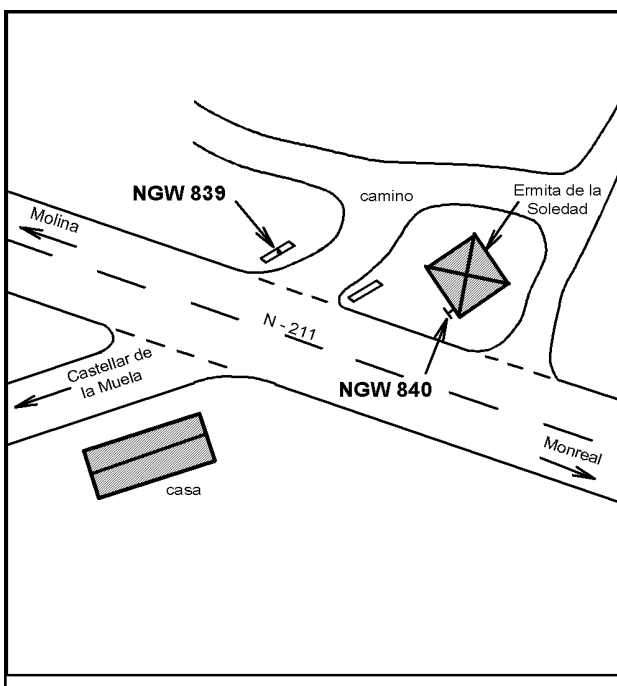 NGW 839
camino
Ermita de la
Soledad
Molina
N - 211
Castellar de
la Muela
NGW 840
Monreal
casa